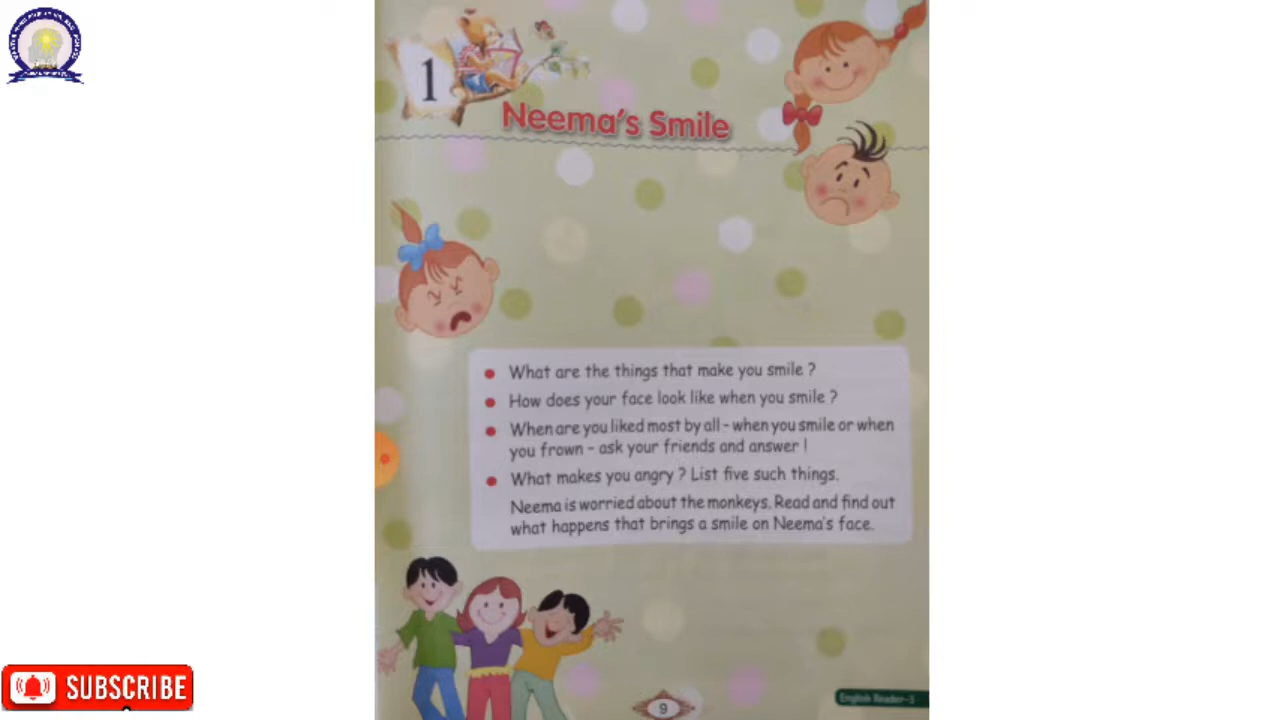 1
Neema's Smile
What are the things that make you smile ?
How does your face look like when you smile ?
When are you liked most by all - when you smile or when
you frown - ask your friends and answer !
What makes you angry ? List five such things.
Neema is worried about the monkeys. Read and find out
what happens that brings a smile on Neema's face.
9
English Reader-5
SUBSCRIBE